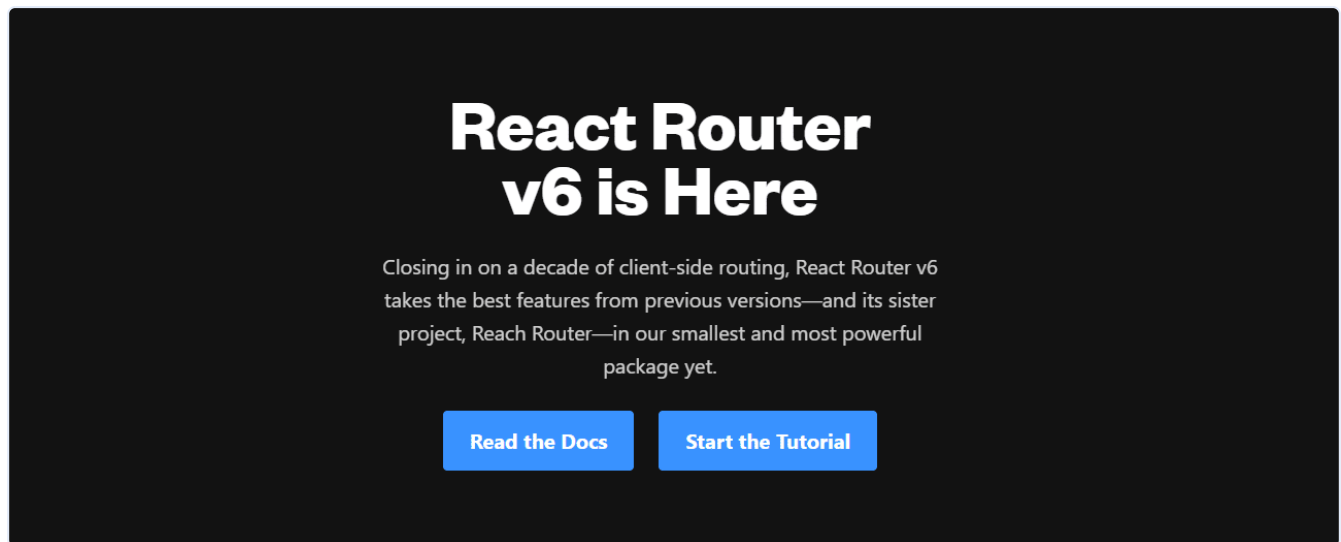 React Router
v6 is Here
Closing in on a decade of client-side routing, React Router v6
takes the best features from previous versions—and its sister
project, Reach Router—in our smallest and most powerful
package yet.
Read the Docs
Start the Tutorial